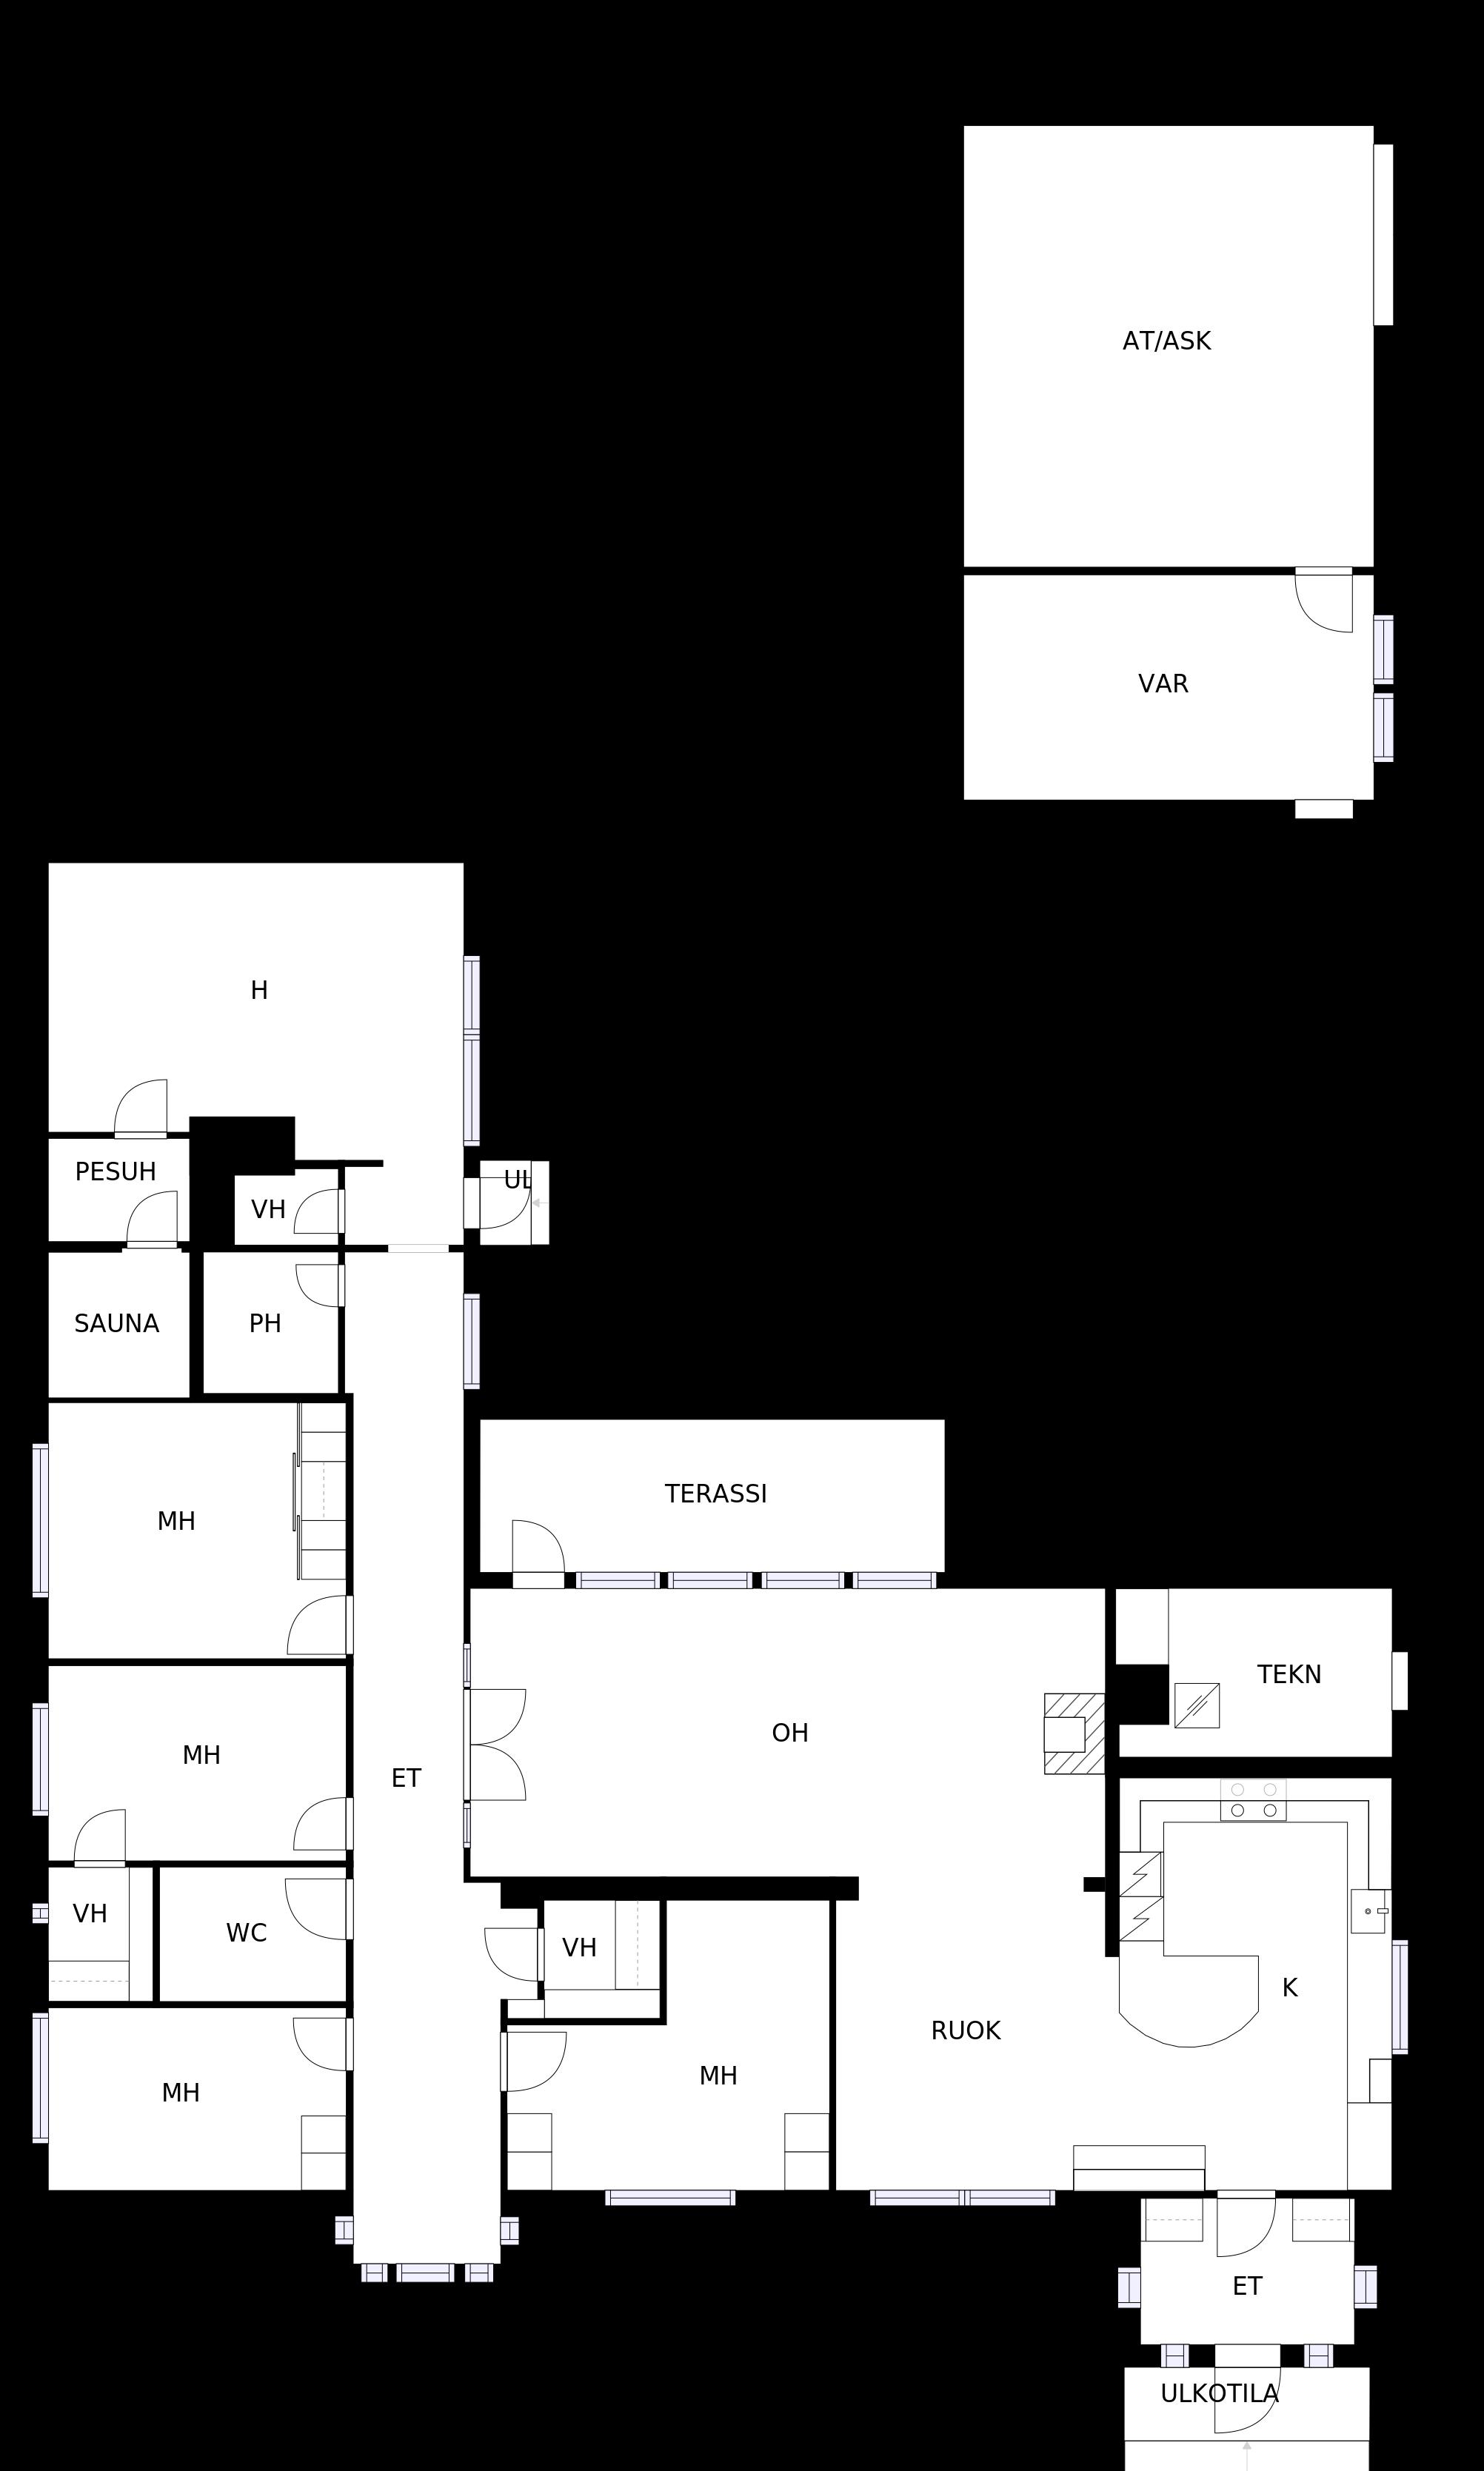 AT/ASK
VAR
H
PESUH
UL
VH
SAUNA
PH
TERASSI
MH
TEKN
OH
MH
ET
VH
WC
VH
K
RUOK
MH
MH
ET
ULKOTILA